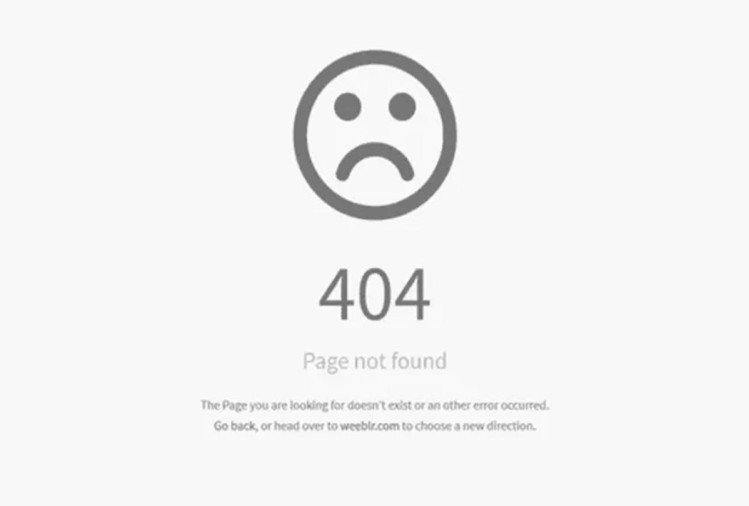 404
Page not found
The Page you are looking for doesn't exist or an other error occurred.
Go back, or head over to weeblr.com to choose a new direction.